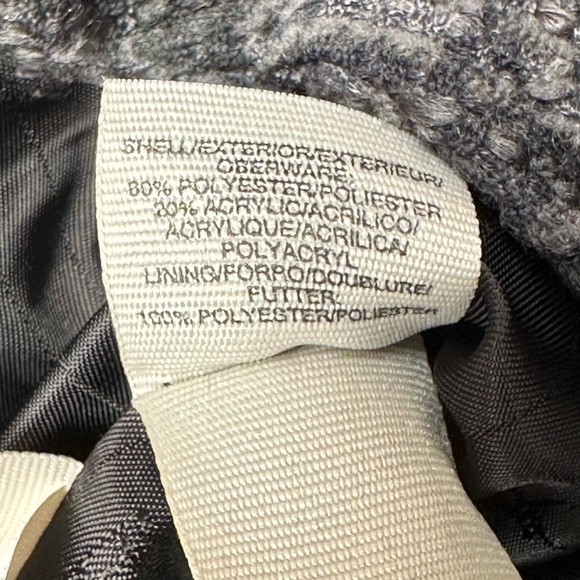 SHELL/EXTERIOR/EXTERIEUR/
OBERWARE:
80% POLYESTER/POLIESTER
20% ACRYLIC/ACRILICO/
ACRYLIQUE/ACRILICA/
POLYACRYL
LINING/FORRO/DOUBLURE/
FUTTER:
100% POLYESTER/POLIESTER